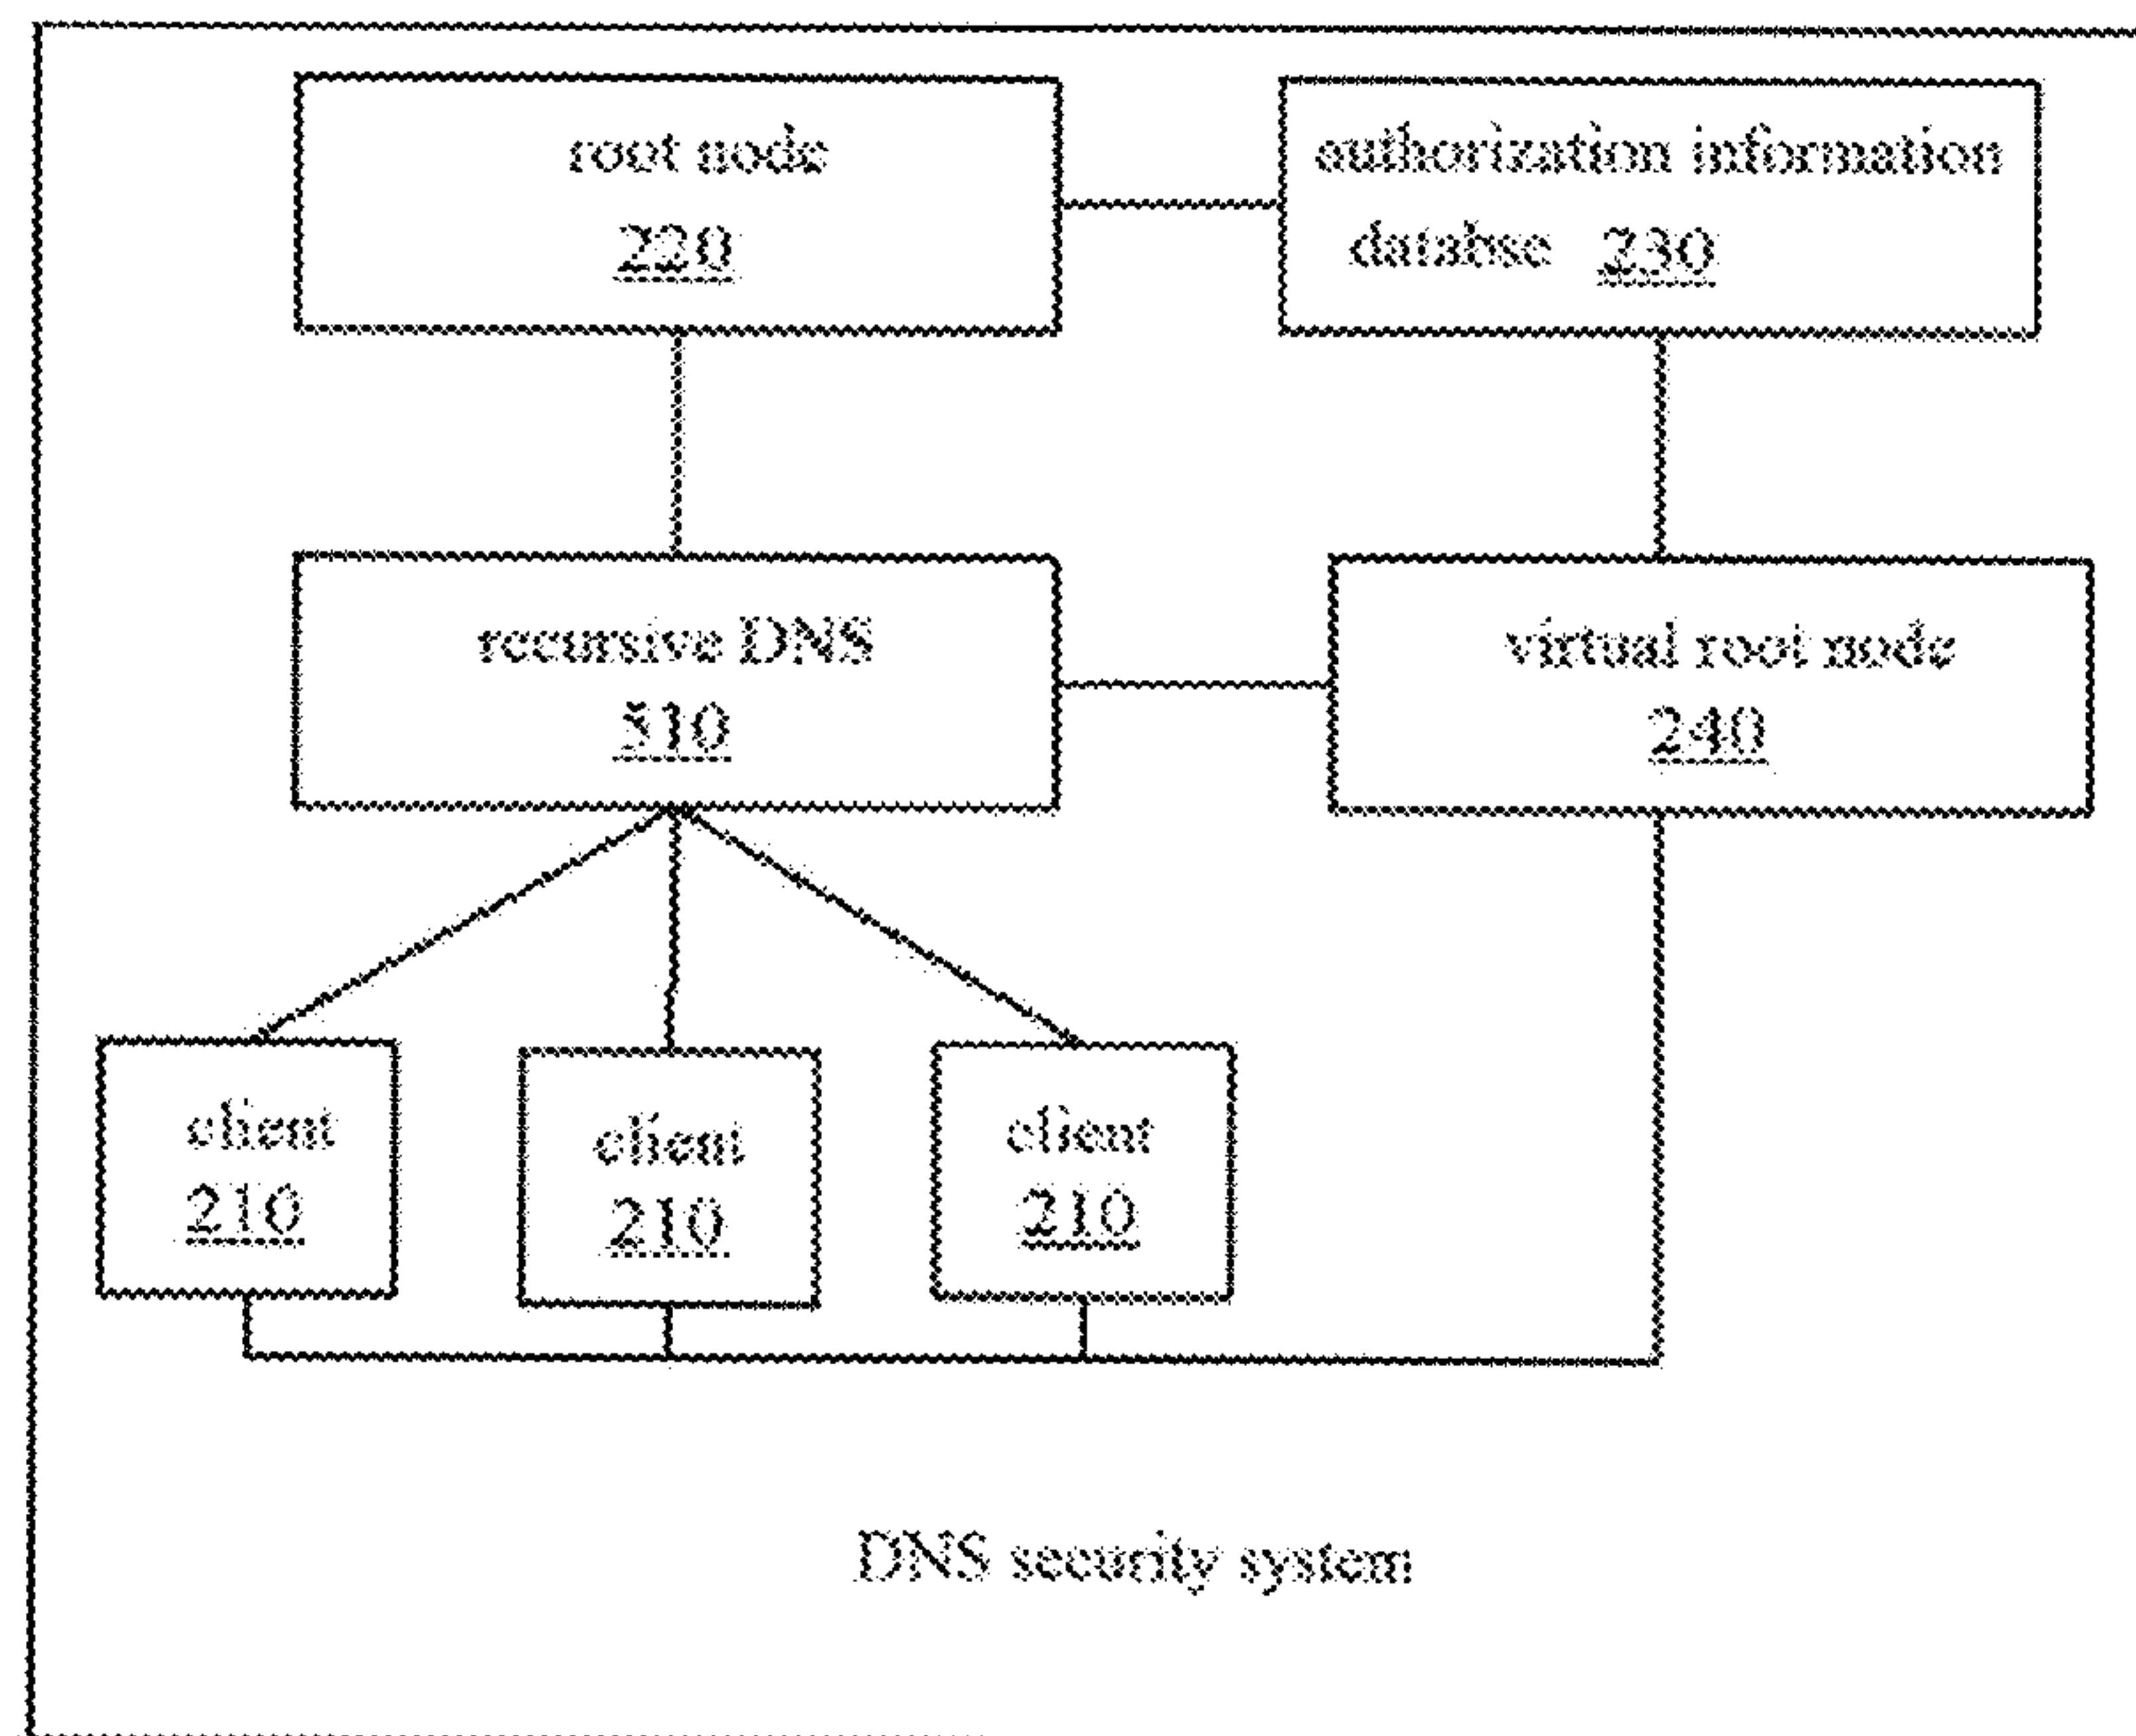 root node
220
authorization information
databse 230
recursive DNS
510
virtual root node
240
client
210
client
210
client
210
DNS security system